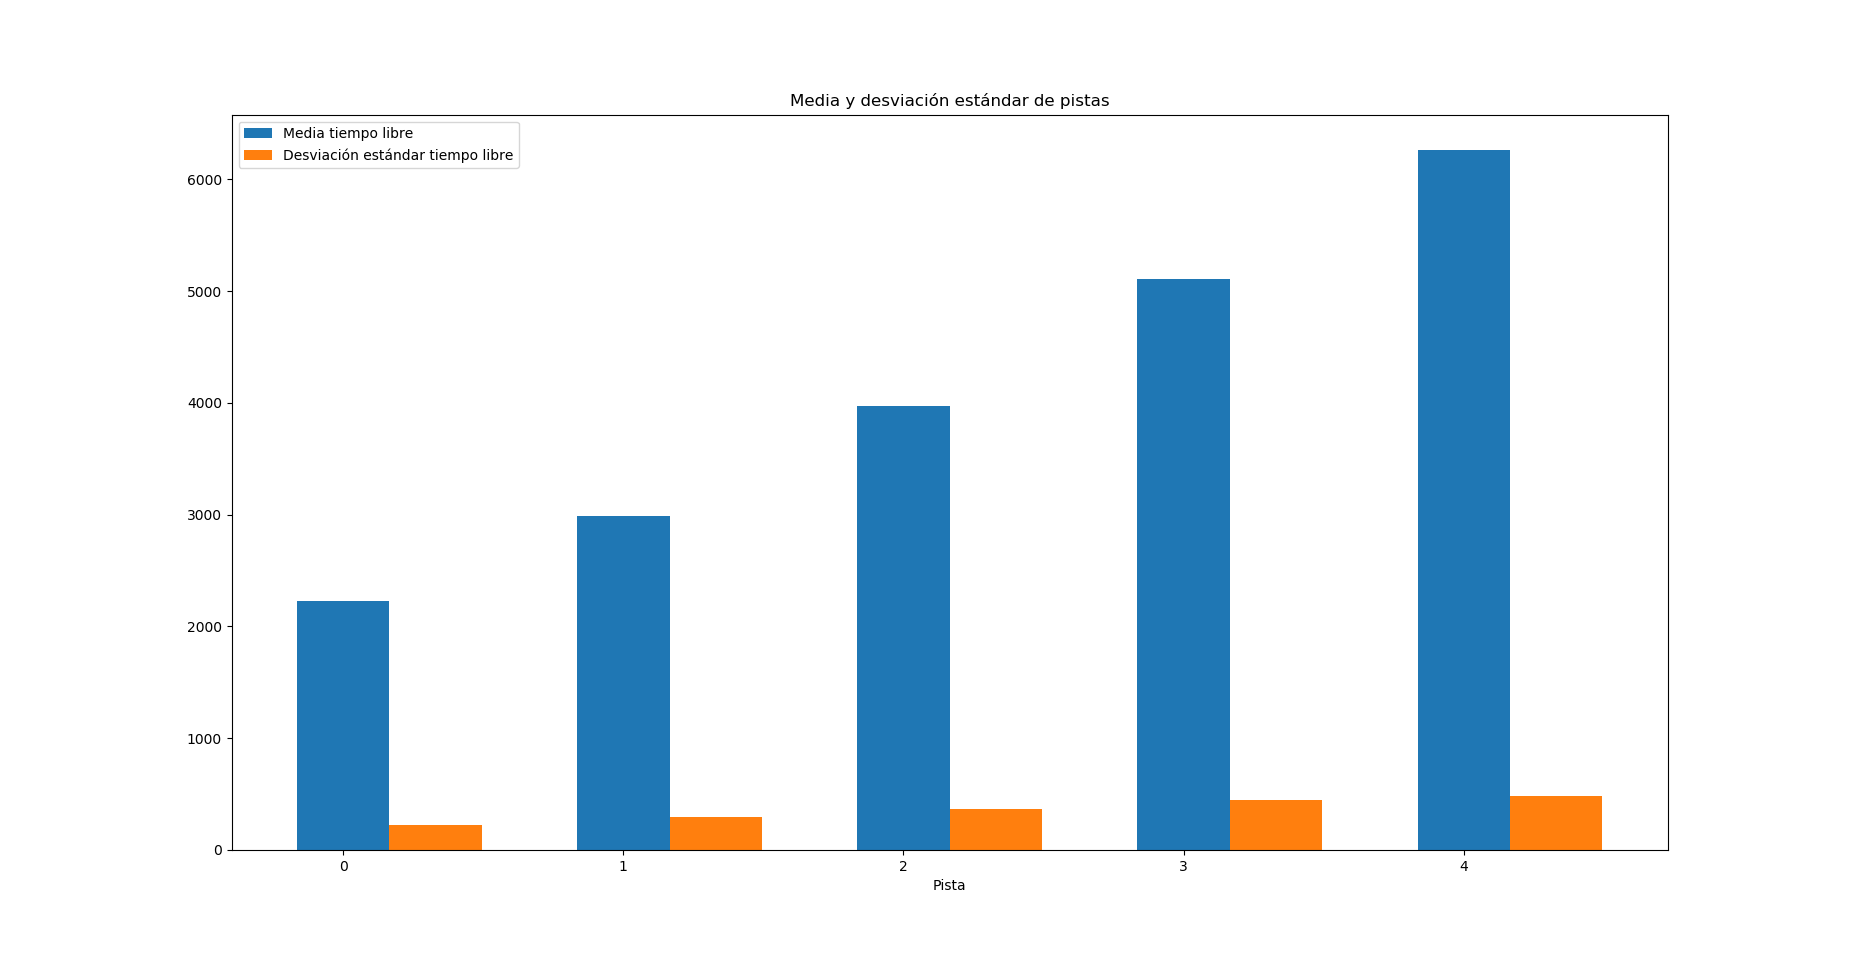 Media y desviación estándar de pistas
Media tiempo libre
Desviación estándar tiempo libre
6000
5000
4000
3000
2000
1000
0
0 1 2 3 4
Pista